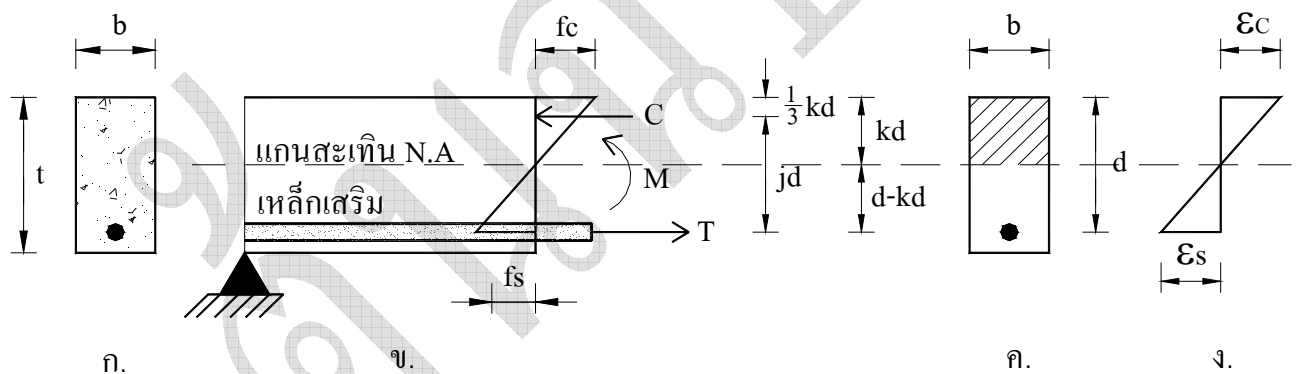 b
fc
b
εC
1/3 kd
C
kd
แกนสะเทิน N.A
t
M
jd
d
เหล็กเสริม
d-kd
T
fs
εs
ก.
ข.
ค.
ง.